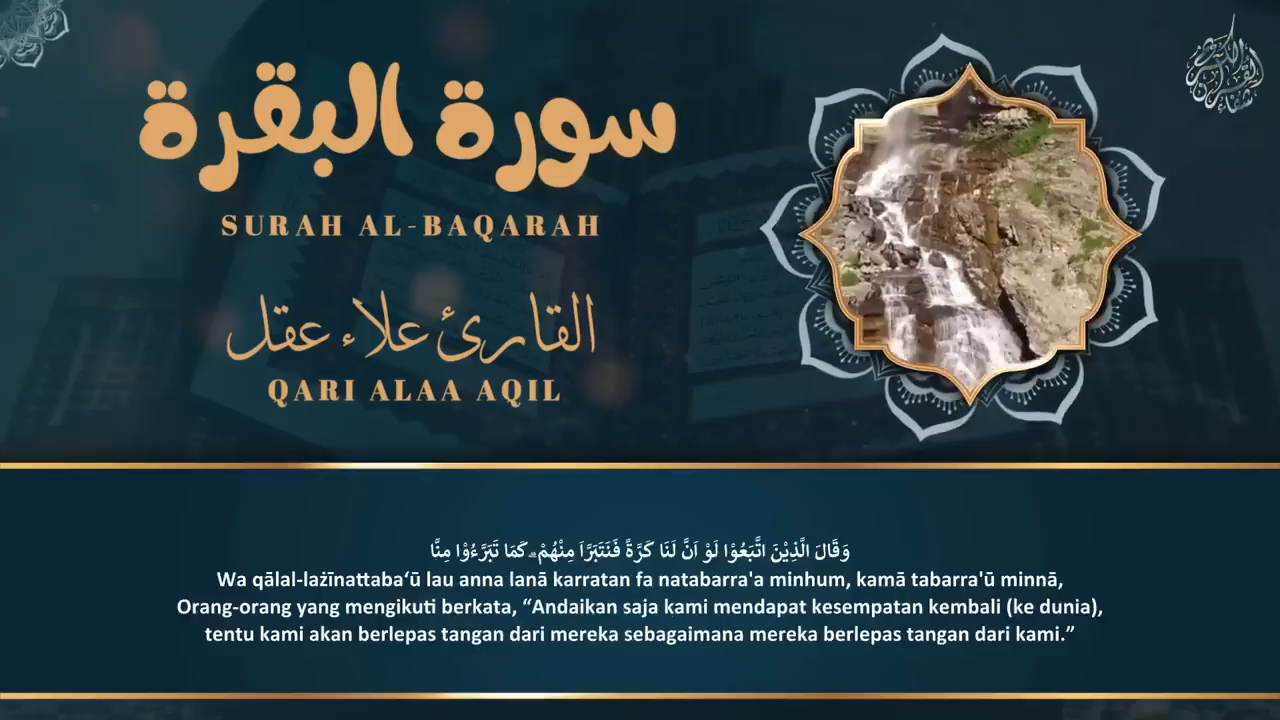 سورة البقرة
SURAH AL-BAQARAH
القارئ علاء عقل
QARI ALAA AQIL
وَقَالَ الَّذِيْنَ اتَّبَعُوْا لَوْ اَنَّ لَنَا كَرَّةً فَنَتَبَرَّاَ مِنْهُمْ ۗ كَمَا تَبَرَّءُوْا مِنَّا
Wa qālal-lażīnattaba‘ū lau anna lanā karratan fa natabarra'a minhum, kamā tabarra'ū minnā,
Orang-orang yang mengikuti berkata, “Andaikan saja kami mendapat kesempatan kembali (ke dunia),
tentu kami akan berlepas tangan dari mereka sebagaimana mereka berlepas tangan dari kami.”